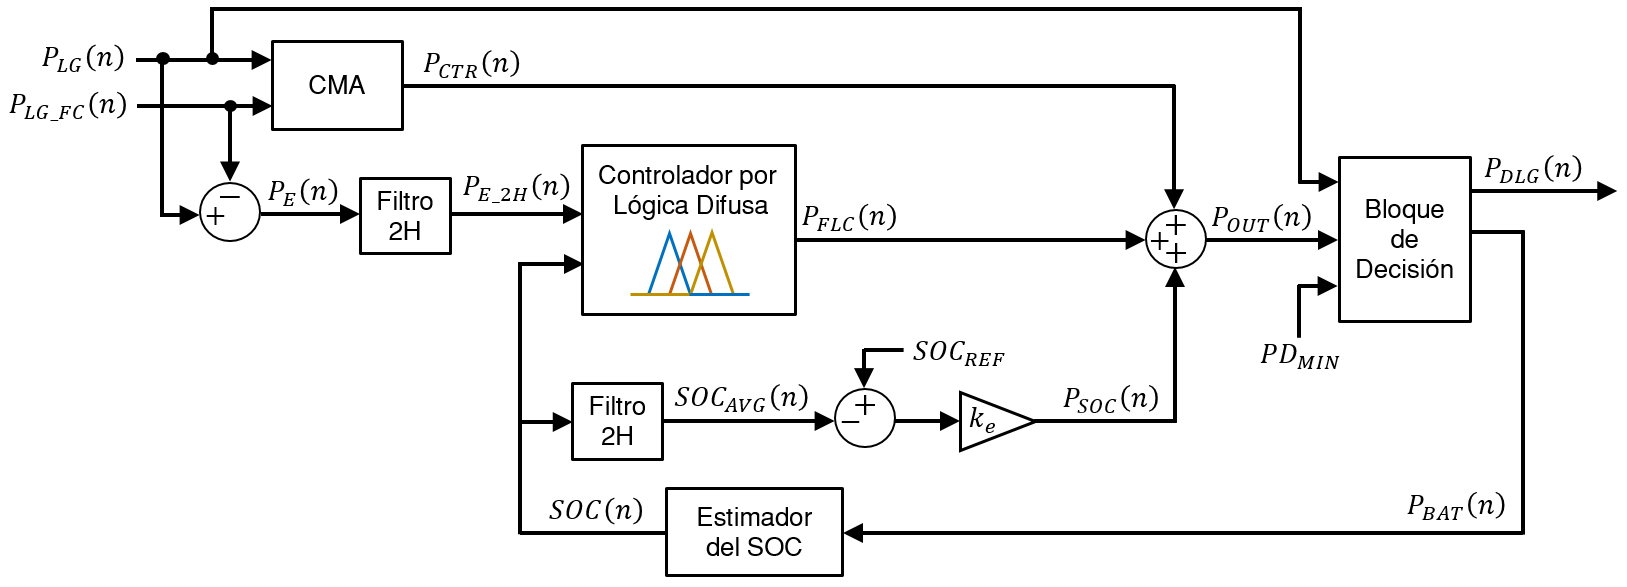 P_LG(n)
P_LG_FC(n)
CMA
P_CTR(n)
−
+
P_E(n)
Filtro
2H
P_E_2H(n)
Controlador por
Lógica Difusa
P_FLC(n)
+
+
+
P_OUT(n)
Bloque
de
Decisión
P_DLG(n)
PD_MIN
SOC_REF
Filtro
2H
SOC_AVG(n)
+
−
k_e
P_SOC(n)
SOC(n)
Estimador
del SOC
P_BAT(n)